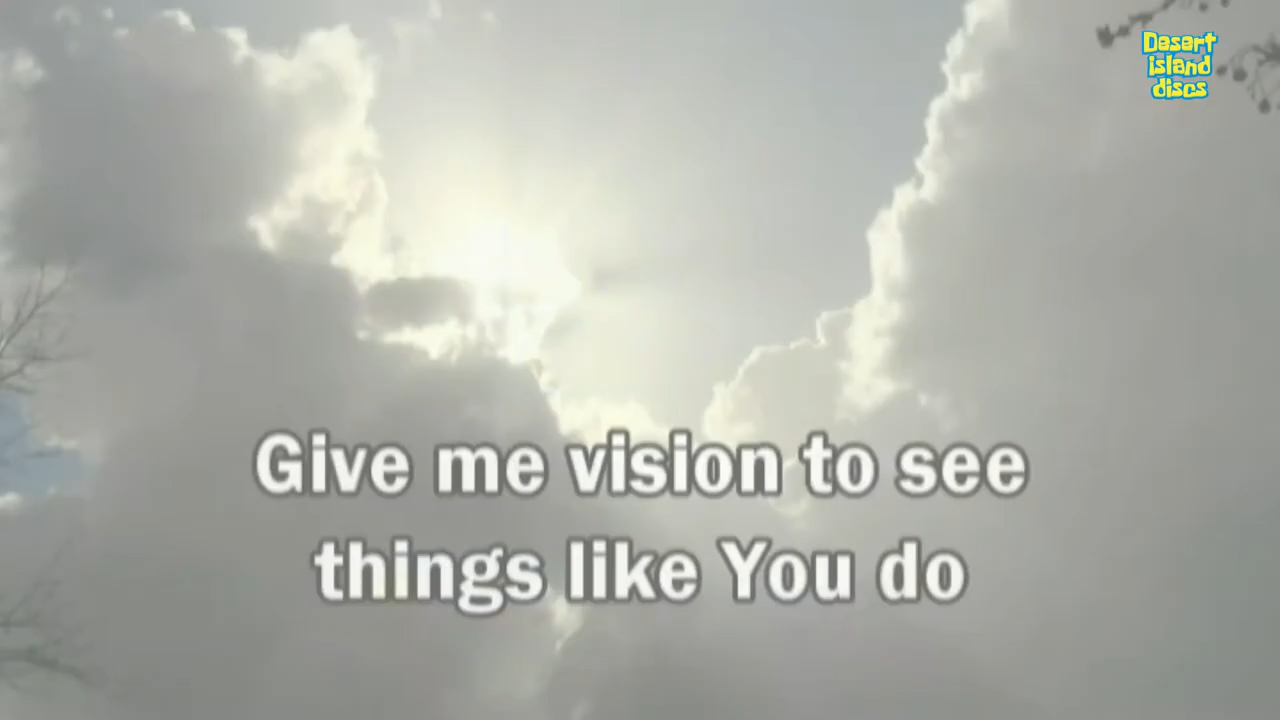 Desert
island
discs
Give me vision to see
things like You do